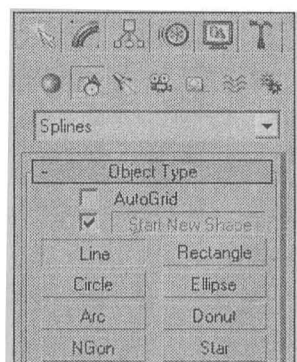 Splines
- Object Type
AutoGrid
Start New Shape
Line Rectangle
Circle Ellipse
Arc Donut
NGon Star